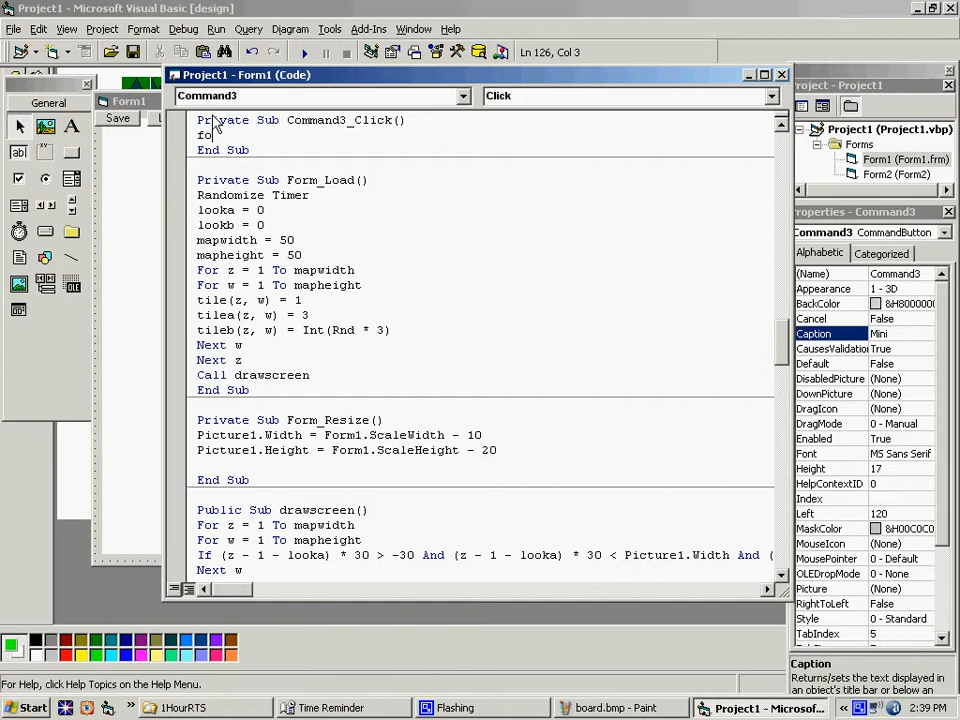 Project1 - Microsoft Visual Basic [design]
File Edit View Project Format Debug Run Query Diagram Tools Add-Ins Window Help
Ln 126, Col 3
Project1 - Form1 (Code)
Command3
Click
General
A
Form1
Save
Private Sub Command3_Click()
fo
End Sub
Private Sub Form_Load()
Randomize Timer
looka = 0
lookb = 0
mapwidth = 50
mapheight = 50
For z = 1 To mapwidth
For w = 1 To mapheight
tile(z, w) = 1
tilea(z, w) = 3
tileb(z, w) = Int(Rnd * 3)
Next w
Next z
Call drawscreen
End Sub
Private Sub Form_Resize()
Picture1.Width = Form1.ScaleWidth - 10
Picture1.Height = Form1.ScaleHeight - 20
End Sub
Public Sub drawscreen()
For z = 1 To mapwidth
For w = 1 To mapheight
If (z - 1 - looka) * 30 > -30 And (z - 1 - looka) * 30 < Picture1.Width And (
Next w
Project - Project1
Project1 (Project1.vbp)
Forms
Form1 (Form1.frm)
Form2 (Form2.frm)
Properties - Command3
Command3 CommandButton
Alphabetic Categorized
(Name) Command3
Appearance 1 - 3D
BackColor &H8000000
Cancel False
Caption Mini
CausesValidation True
Default False
DisabledPicture (None)
DownPicture (None)
DragIcon (None)
DragMode 0 - Manual
Enabled True
Font MS Sans Serif
Height 17
HelpContextID 0
Index
Left 120
MaskColor &H00C0C0
MouseIcon (None)
MousePointer 0 - Default
OLEDropMode 0 - None
Picture (None)
RightToLeft False
Style 0 - Standard
TabIndex 5
Caption
Returns/sets the text displayed in
an object's title bar or below an
For Help, click Help Topics on the Help Menu.
Start
1HourRTS
Time Reminder
Flashing
board.bmp - Paint
Project1 - Microsof...
2:39 PM